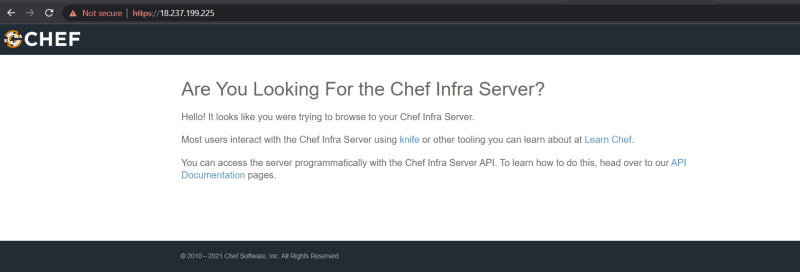 Not secure | https://18.237.199.225
CHEF
Are You Looking For the Chef Infra Server?
Hello! It looks like you were trying to browse to your Chef Infra Server.
Most users interact with the Chef Infra Server using knife or other tooling you can learn about at Learn Chef.
You can access the server programmatically with the Chef Infra Server API. To learn how to do this, head over to our API
Documentation pages.
© 2010 – 2021 Chef Software, Inc. All Rights Reserved